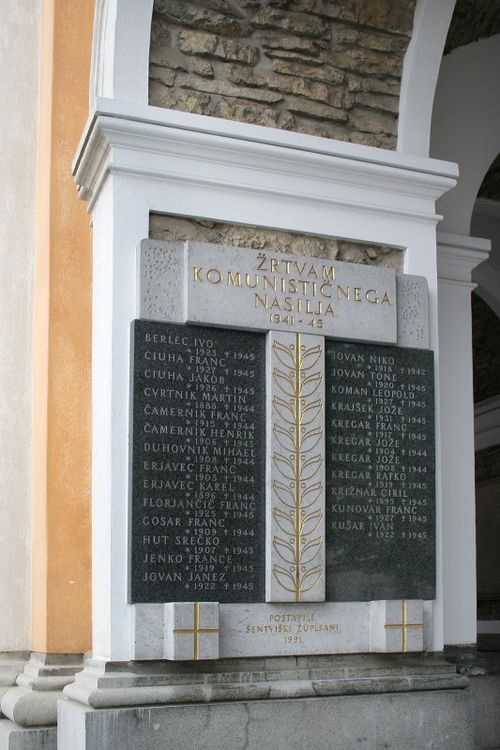 ŽRTVAM
KOMUNISTIČNEGA
NASILJA
1941-45
BERLEC IVO
* 1923 + 1945
CIUHA FRANC
* 1927 + 1945
CIUHA JAKOB
* 1926 + 1945
CVRTNIK MARTIN
* 1888 + 1944
ČAMERNIK FRANC
* 1915 + 1944
ČAMERNIK HENRIK
* 1906 + 1943
DUHOVNIK MIHAEL
* 1908 + 1944
ERJAVEC FRANC
* 1903 + 1944
ERJAVEC KAREL
* 1896 + 1944
FLORJANČIČ FRANC
* 1923 + 1945
GOSAR FRANC
* 1909 + 1944
HUT SREČKO
* 1907 + 1943
JENKO FRANCE
* 1919 + 1945
JOVAN JANEZ
* 1922 + 1945
JOVAN NIKO
* 1918 + 1942
JOVAN TONE
* 1920 + 1945
KOMAN LEOPOLD
* 1927 + 1945
KRAJŠEK JOŽE
* 1931 + 1945
KREGAR FRANC
* 1917 + 1945
KREGAR JOŽE
* 1904 + 1944
KREGAR JOŽE
* 1908 + 1944
KREGAR RAFKO
* 1919 + 1945
KRIŽNAR CIRIL
* 1895 + 1945
KUNOVAR FRANC
* 1927 + 1945
KUŠAR IVAN
* 1922 + 1945
POSTAVILI
ŠENTVIŠKI ŽUPLJANI
1991